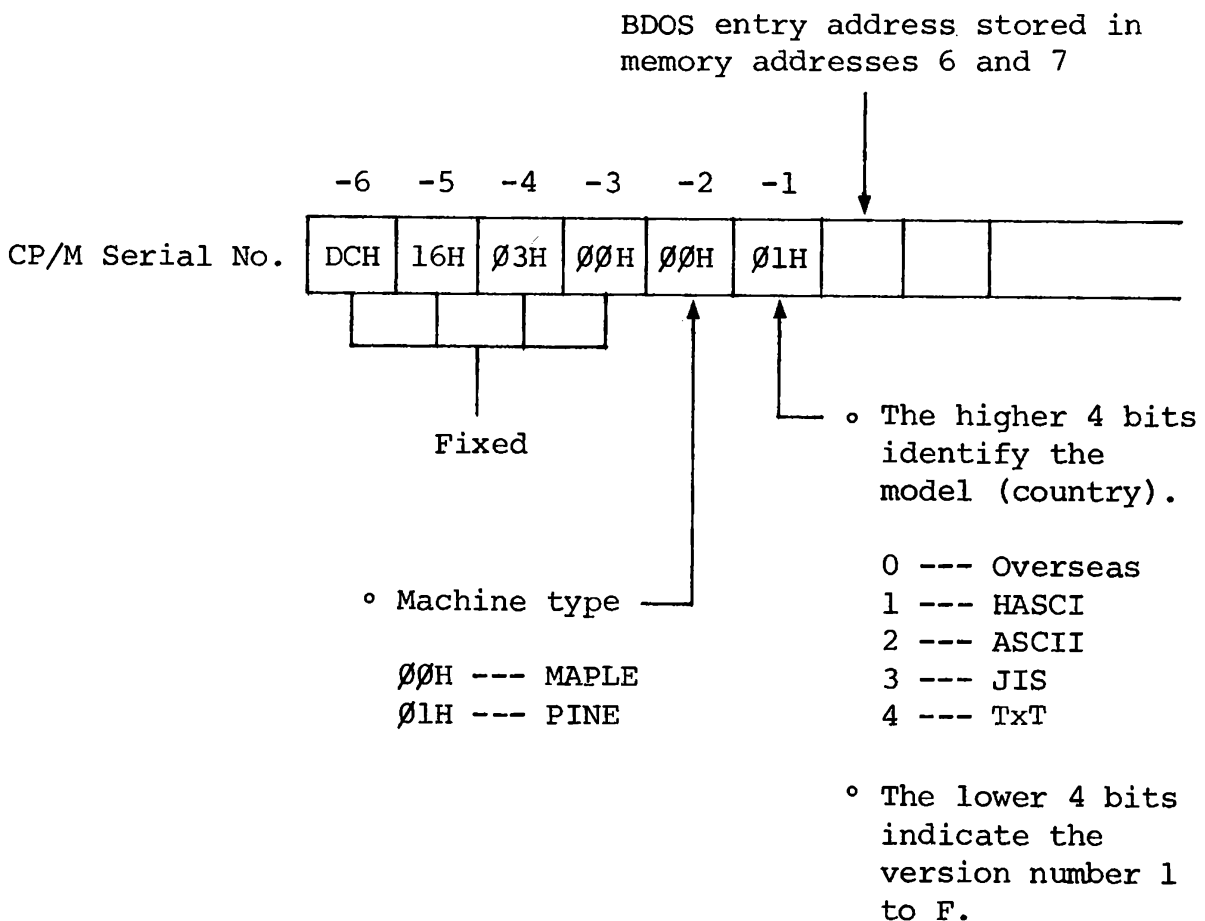 BDOS entry address stored in
memory addresses 6 and 7
-6 -5 -4 -3 -2 -1
CP/M Serial No. DCH 16H Ø3H ØØH ØØH Ø1H
Fixed
° The higher 4 bits
identify the
model (country).
0 --- Overseas
1 --- HASCI
2 --- ASCII
3 --- JIS
4 --- TxT
° Machine type
ØØH --- MAPLE
Ø1H --- PINE
° The lower 4 bits
indicate the
version number 1
to F.